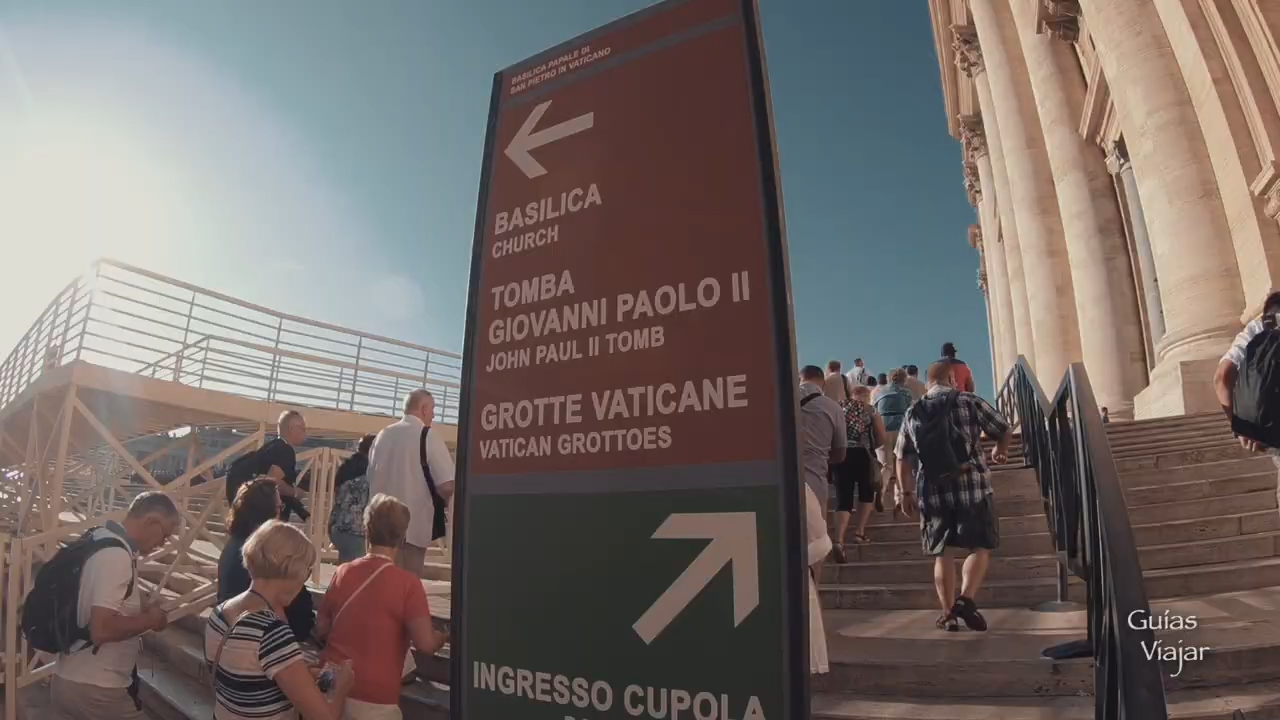 BASILICA PAPALE DI
SAN PIETRO IN VATICANO
BASILICA
CHURCH
TOMBA
GIOVANNI PAOLO II
JOHN PAUL II TOMB
GROTTE VATICANE
VATICAN GROTTOES
INGRESSO CUPOLA
Guías
Viajar